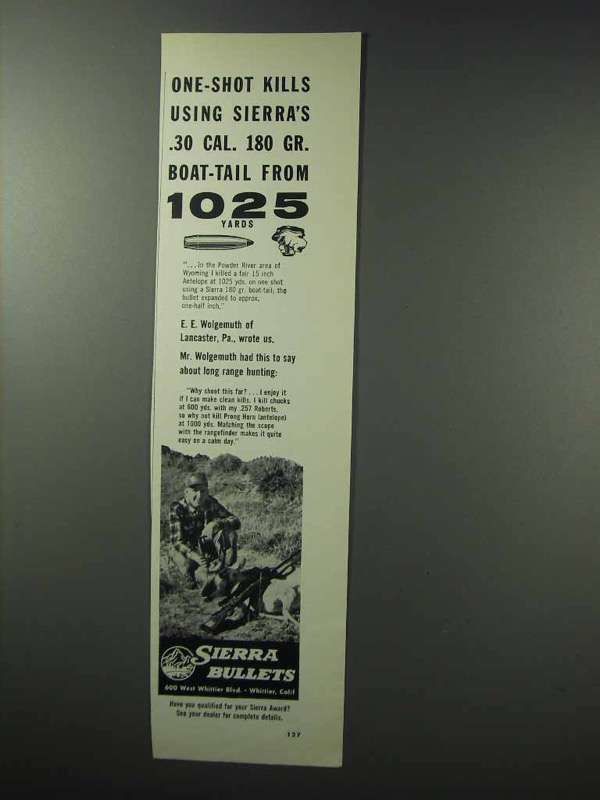 ONE-SHOT KILLS
USING SIERRA'S
.30 CAL. 180 GR.
BOAT-TAIL FROM
1025
YARDS
"...In the Powder River area of
Wyoming I killed a fair 15 inch
Antelope at 1025 yds. on one shot
using a Sierra 180 gr. boat-tail, the
bullet expanded to approx.
one-half inch."
E. E. Wolgemuth of
Lancaster, Pa., wrote us.
Mr. Wolgemuth had this to say
about long range hunting:
"Why shoot this far? ...I enjoy it
if I can make clean kills. I kill chucks
at 600 yds. with my .257 Roberts,
so why not kill Prong Horn (antelope)
at 1000 yds. Matching the scope
with the rangefinder makes it quite
easy on a calm day."
SIERRA
BULLETS
600 West Whittier Blvd. - Whittier, Calif
Have you qualified for your Sierra Award?
See your dealer for complete details.
137